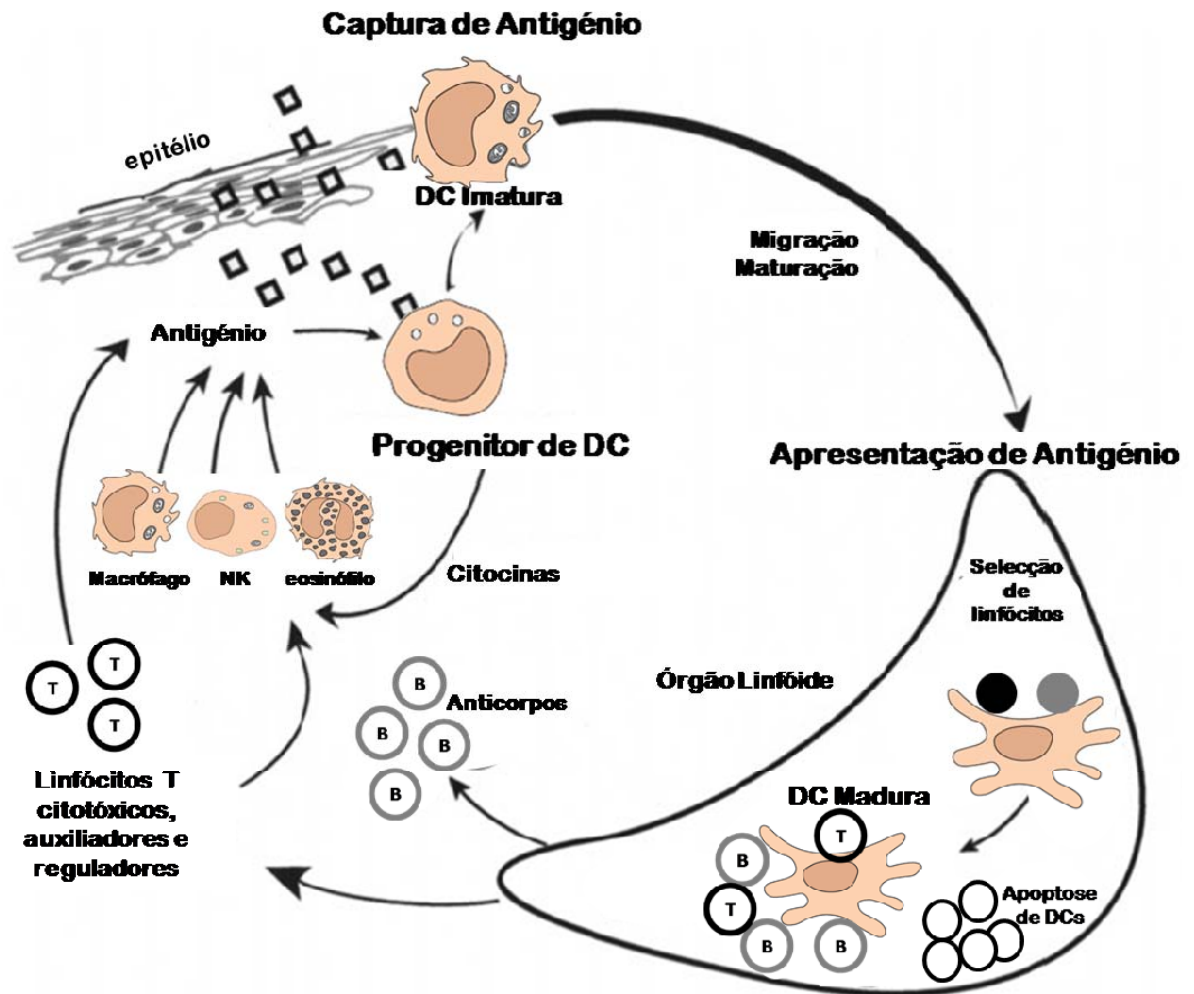 Captura de Antigénio
epitélio
DC Imatura
Migração
Maturação
Antigénio
Progenitor de DC
Apresentação de Antigénio
Macrófago
NK
eosinófilo
Citocinas
Selecção
de
linfócitos
T
T
T
Órgão Linfóide
B
Anticorpos
B
B
B
Linfócitos T
citotóxicos,
auxiliadores e
reguladores
DC Madura
T
B
T
B
B
Apoptose
de DCs